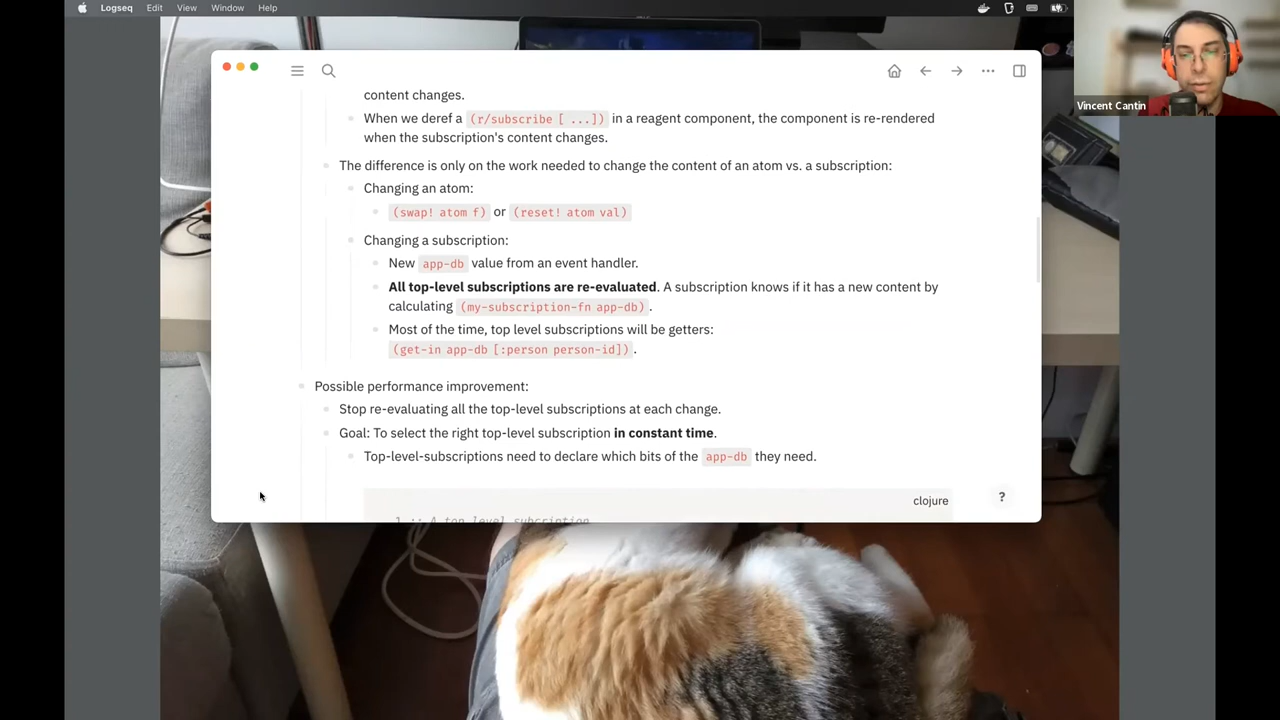 Logseq Edit View Window Help
Vincent Cantin
content changes.
When we deref a (r/subscribe [ ...]) in a reagent component, the component is re-rendered
when the subscription's content changes.
The difference is only on the work needed to change the content of an atom vs. a subscription:
Changing an atom:
(swap! atom f) or (reset! atom val)
Changing a subscription:
New app-db value from an event handler.
All top-level subscriptions are re-evaluated. A subscription knows if it has a new content by
calculating (my-subscription-fn app-db).
Most of the time, top level subscriptions will be getters:
(get-in app-db [:person person-id]).
Possible performance improvement:
Stop re-evaluating all the top-level subscriptions at each change.
Goal: To select the right top-level subscription in constant time.
Top-level-subscriptions need to declare which bits of the app-db they need.
clojure
?
1 ;; A top level subcription